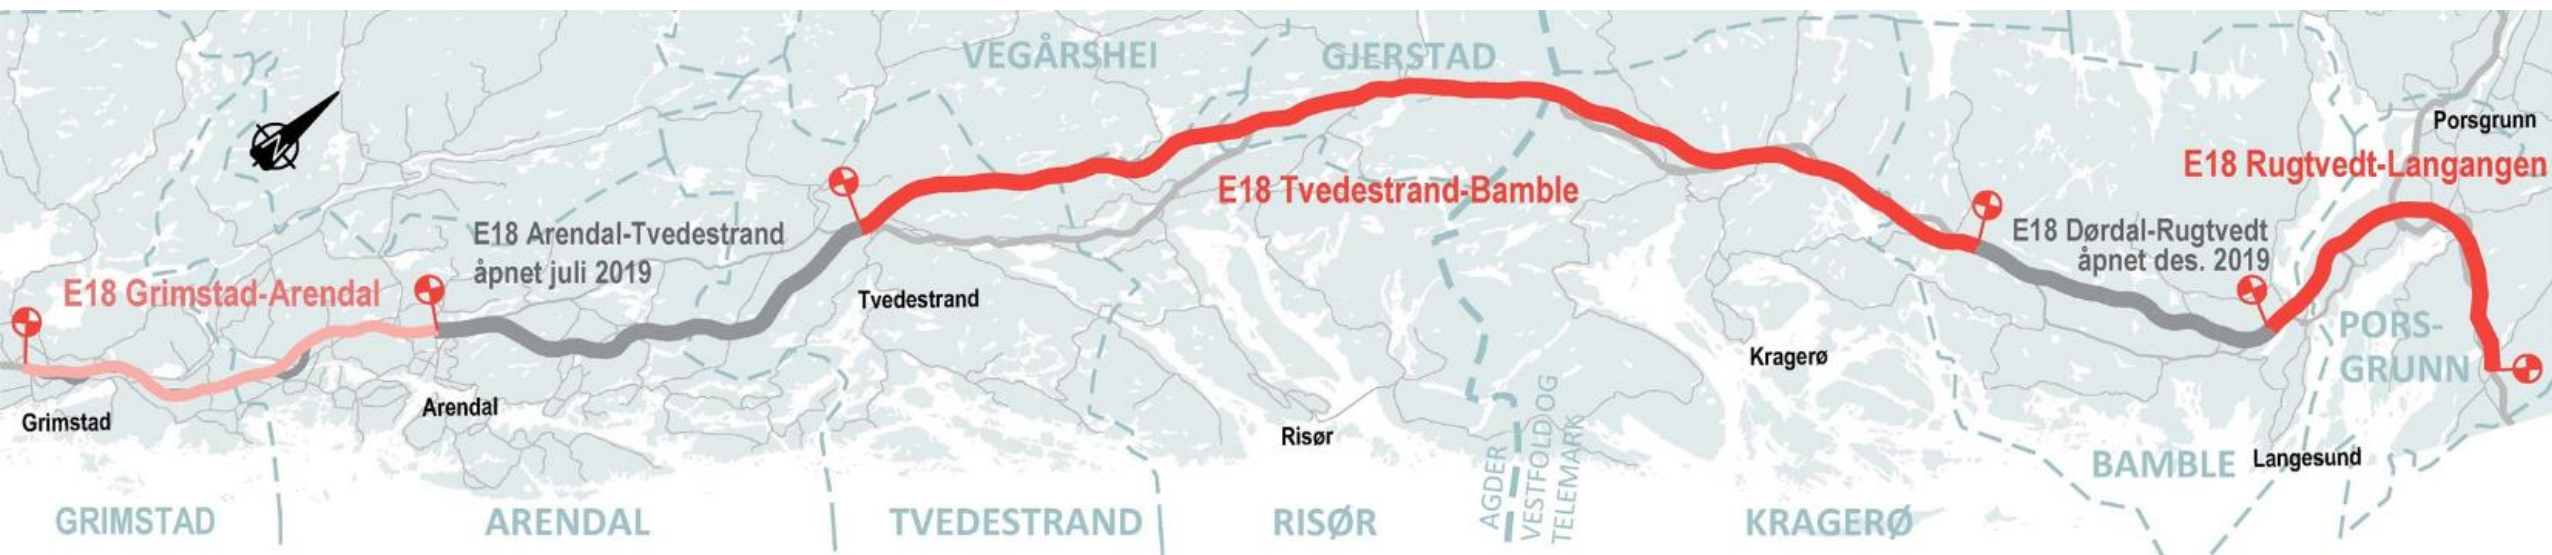 VEGÅRSHEI
GJERSTAD
Porsgrunn
E18 Rugtvedt-Langangen
E18 Tvedestrand-Bamble
N
E18 Arendal-Tvedestrand
åpnet juli 2019
E18 Dørdal-Rugtvedt
åpnet des. 2019
E18 Grimstad-Arendal
Tvedestrand
PORS-
GRUNN
Kragerø
Grimstad
Arendal
Risør
Langesund
BAMBLE
AGDER
VESTFOLD OG
TELEMARK
GRIMSTAD
ARENDAL
TVEDESTRAND
RISØR
KRAGERØ